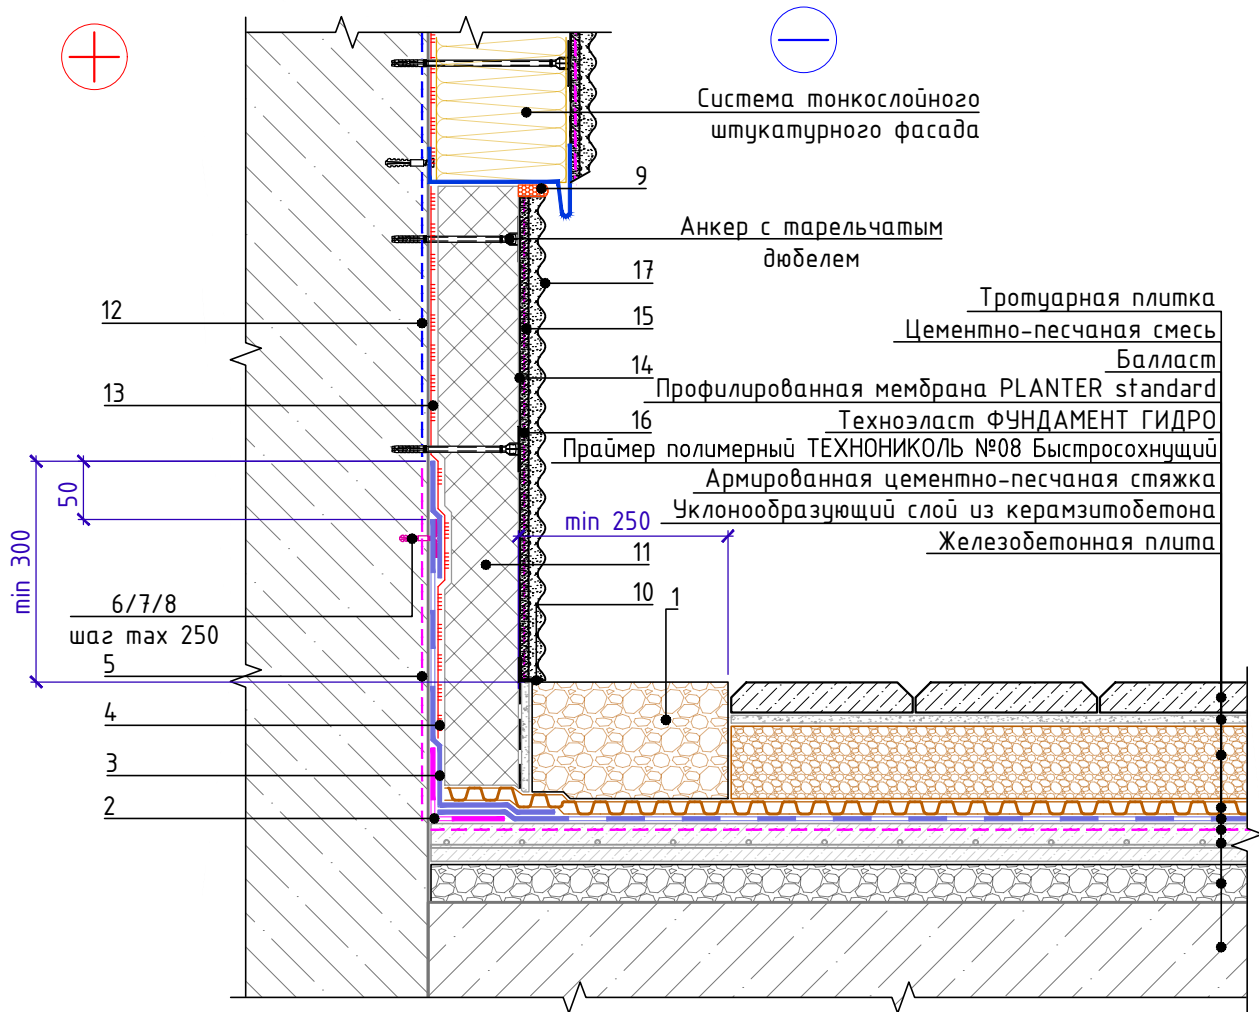 Система тонкослойного
штукатурного фасада
9
Анкер с тарельчатым
дюбелем
17
12
15
14
13
16
Тротуарная плитка
Цементно-песчаная смесь
Балласт
Профилированная мембрана PLANTER standard
Техноэласт ФУНДАМЕНТ ГИДРО
Праймер полимерный ТЕХНОНИКОЛЬ №08 Быстросохнущий
Армированная цементно-песчаная стяжка
Уклонообразующий слой из керамзитобетона
Железобетонная плита
50
min 300
min 250
11
10
1
6/7/8
шаг max 250
5
4
3
2